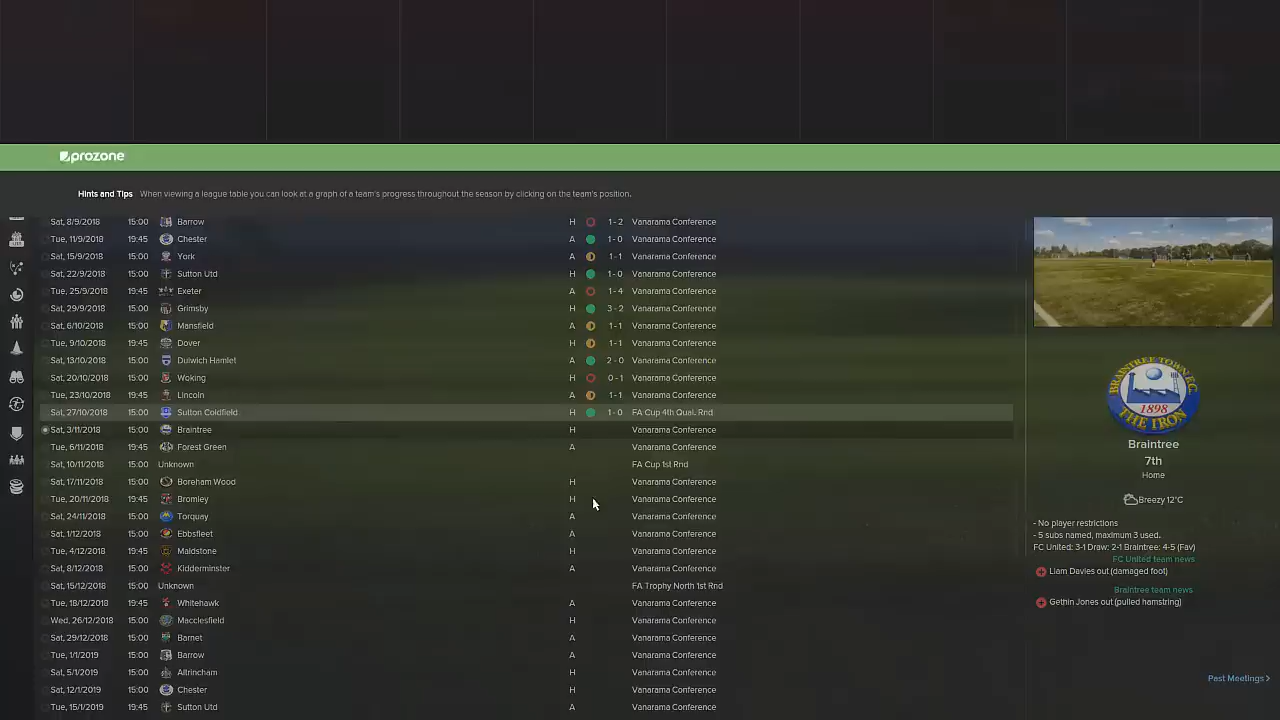 prozone
Hints and Tips When viewing a league table you can look at a graph of a team's progress throughout the season by clicking on the team's position.
Sat, 8/9/2018 15:00 Barrow H 1-2 Vanarama Conference
Tue, 11/9/2018 19:45 Chester A 1-0 Vanarama Conference
Sat, 15/9/2018 15:00 York A 1-1 Vanarama Conference
Sat, 22/9/2018 15:00 Sutton Utd H 1-0 Vanarama Conference
Tue, 25/9/2018 19:45 Exeter A 1-4 Vanarama Conference
Sat, 29/9/2018 15:00 Grimsby H 3-2 Vanarama Conference
Sat, 6/10/2018 15:00 Mansfield A 1-1 Vanarama Conference
Tue, 9/10/2018 19:45 Dover H 1-1 Vanarama Conference
Sat, 13/10/2018 15:00 Dulwich Hamlet A 2-0 Vanarama Conference
Sat, 20/10/2018 15:00 Woking H 0-1 Vanarama Conference
Tue, 23/10/2018 19:45 Lincoln A 1-1 Vanarama Conference
Sat, 27/10/2018 15:00 Sutton Coldfield H 1-0 FA Cup 4th Qual. Rnd
Sat, 3/11/2018 15:00 Braintree H Vanarama Conference
Tue, 6/11/2018 19:45 Forest Green A Vanarama Conference
Sat, 10/11/2018 15:00 Unknown FA Cup 1st Rnd
Sat, 17/11/2018 15:00 Boreham Wood H Vanarama Conference
Tue, 20/11/2018 19:45 Bromley H Vanarama Conference
Sat, 24/11/2018 15:00 Torquay A Vanarama Conference
Sat, 1/12/2018 15:00 Ebbsfleet A Vanarama Conference
Tue, 4/12/2018 19:45 Maidstone H Vanarama Conference
Sat, 8/12/2018 15:00 Kidderminster A Vanarama Conference
Sat, 15/12/2018 15:00 Unknown FA Trophy North 1st Rnd
Tue, 18/12/2018 19:45 Whitehawk A Vanarama Conference
Wed, 26/12/2018 15:00 Macclesfield H Vanarama Conference
Sat, 29/12/2018 15:00 Barnet A Vanarama Conference
Tue, 1/1/2019 15:00 Barrow A Vanarama Conference
Sat, 5/1/2019 15:00 Altrincham H Vanarama Conference
Sat, 12/1/2019 15:00 Chester H Vanarama Conference
Tue, 15/1/2019 19:45 Sutton Utd A Vanarama Conference
BRAINTREE TOWN F.C.
1898
THE IRON
Braintree
7th
Home
Breezy 12°C
- No player restrictions
- 5 subs named, maximum 3 used.
FC United: 3-1 Draw: 2-1 Braintree: 4-5 (Fav)
FC United team news
Liam Davies out (damaged foot)
Braintree team news
Gethin Jones out (pulled hamstring)
Past Meetings >